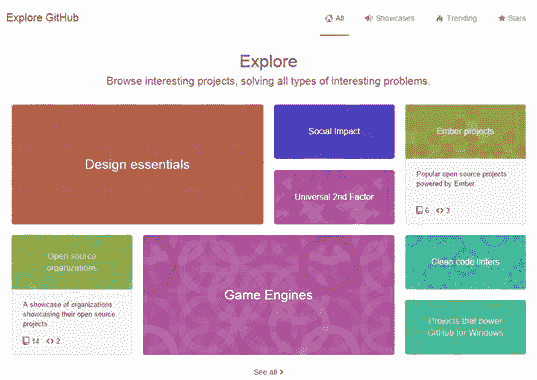 Explore GitHub
All Showcases Trending Stars
Explore
Browse interesting projects, solving all types of interesting problems.
Design essentials
Social Impact
Universal 2nd Factor
Ember projects
Popular open source projects
powered by Ember
6 3
Open source
organizations
A showcase of organizations
showcasing their open source
projects
14 2
Game Engines
Clean code linters
Projects that power
GitHub for Windows
See all